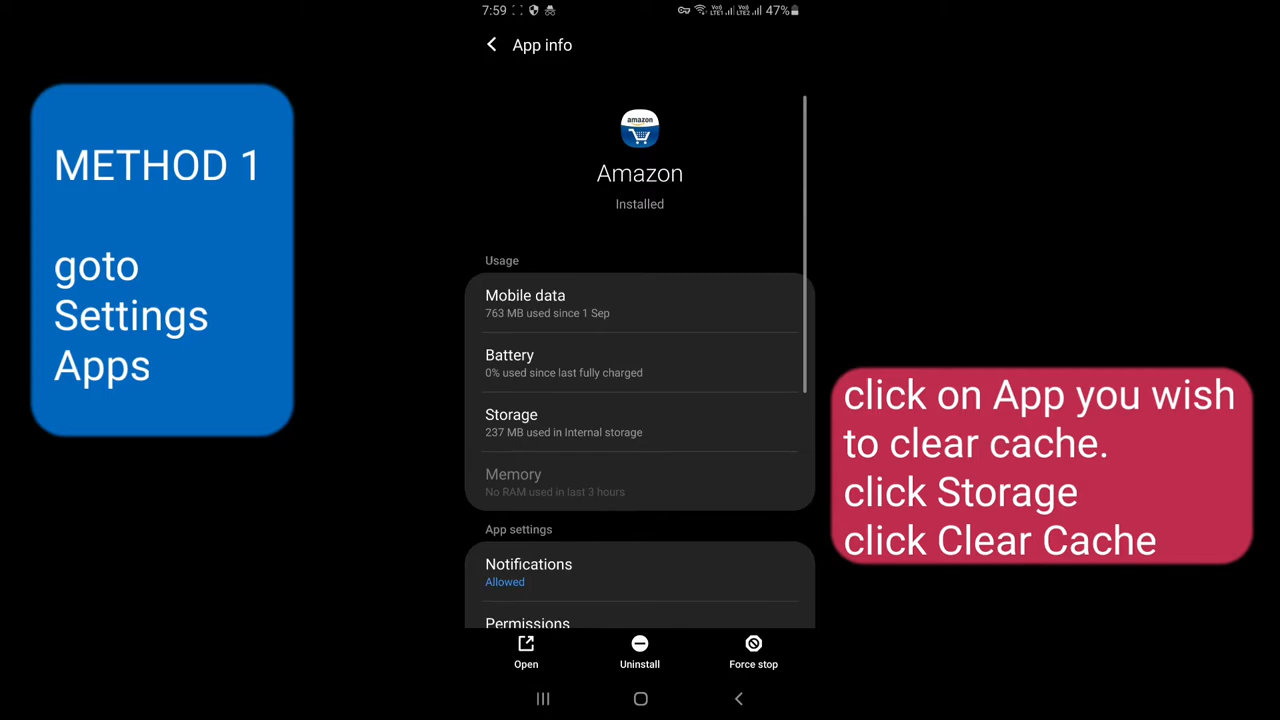 7:59
LTE1 LTE2 47%
App info
METHOD 1
goto
Settings
Apps
amazon
Amazon
Installed
Usage
Mobile data
763 MB used since 1 Sep
Battery
0% used since last fully charged
Storage
237 MB used in Internal storage
Memory
No RAM used in last 3 hours
App settings
Notifications
Allowed
Permissions
Open
Uninstall
Force stop
click on App you wish
to clear cache.
click Storage
click Clear Cache